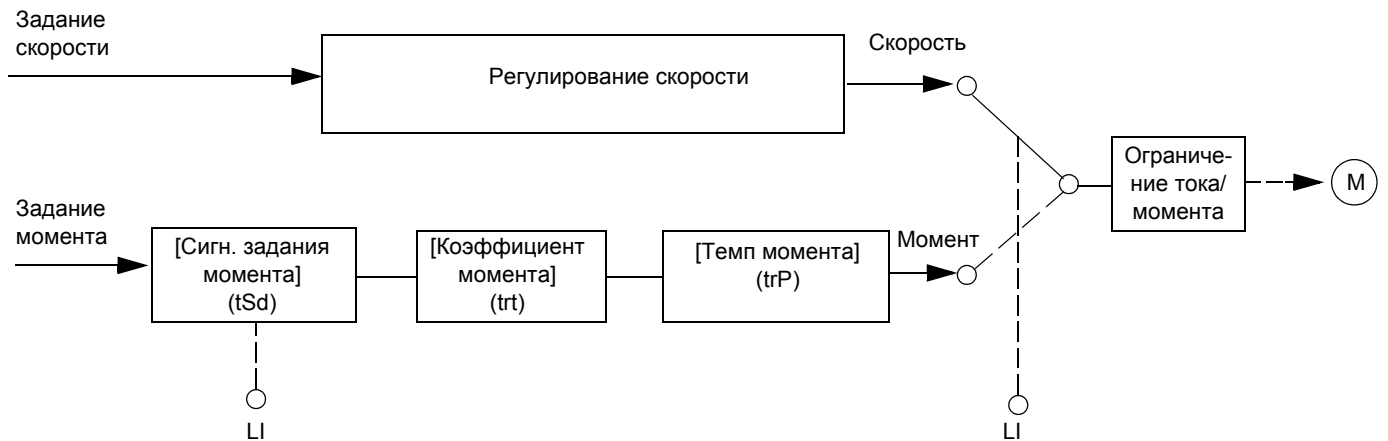 Задание
скорости
Регулирование скорости
Скорость
Ограниче-
ние тока/
момента
М
Задание
момента
[Сигн. задания
момента]
(tSd)
[Коэффициент
момента]
(trt)
[Темп момента]
(trP)
Момент
LI
LI